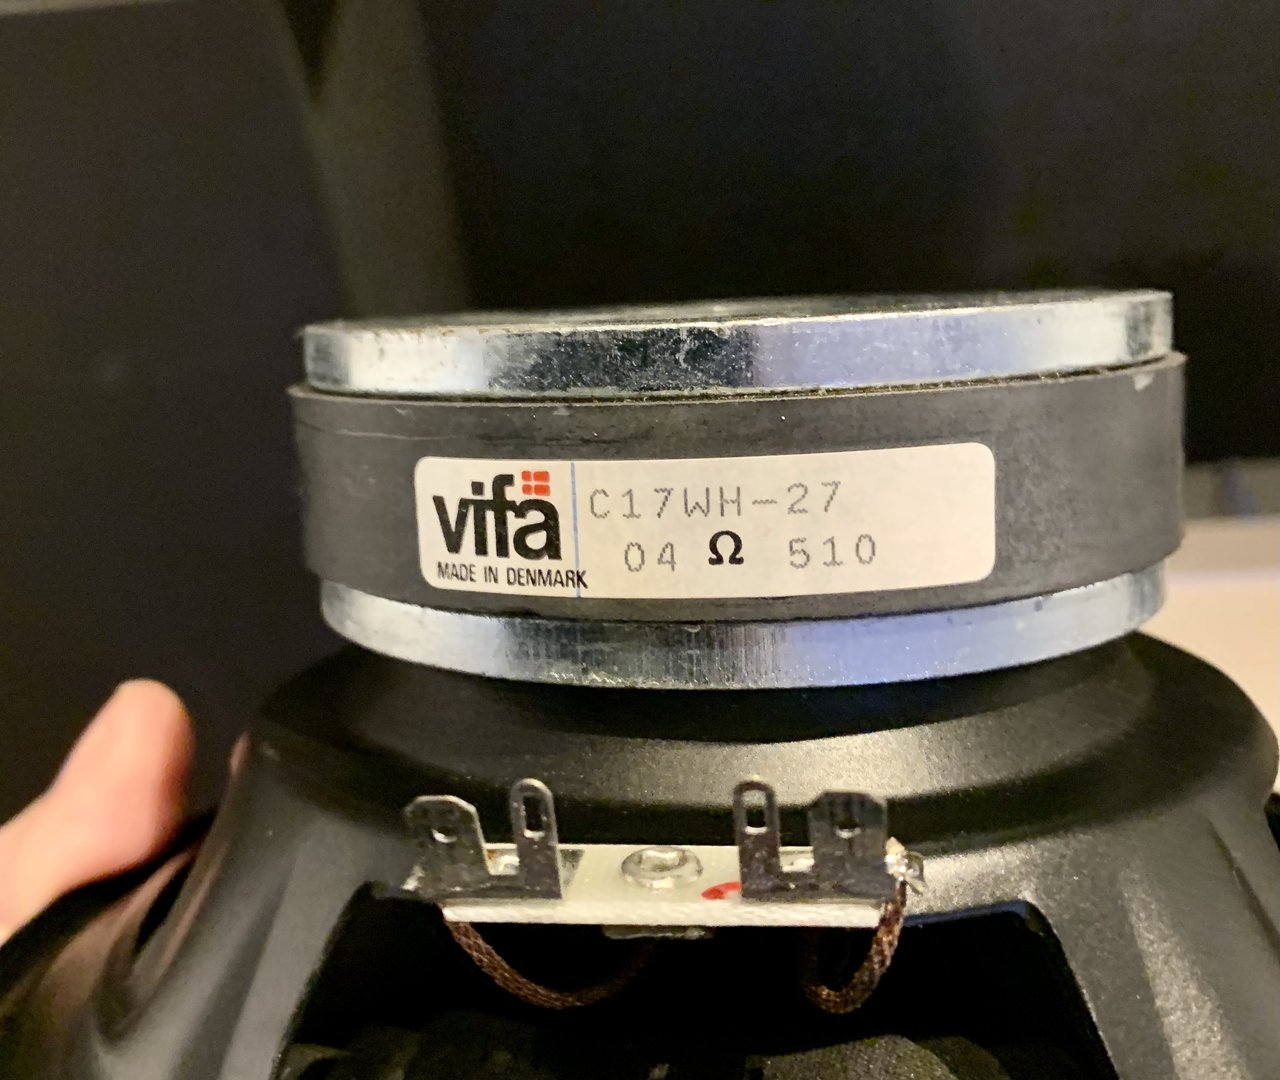 vifa
MADE IN DENMARK
C17WH-27
04 Ω 510